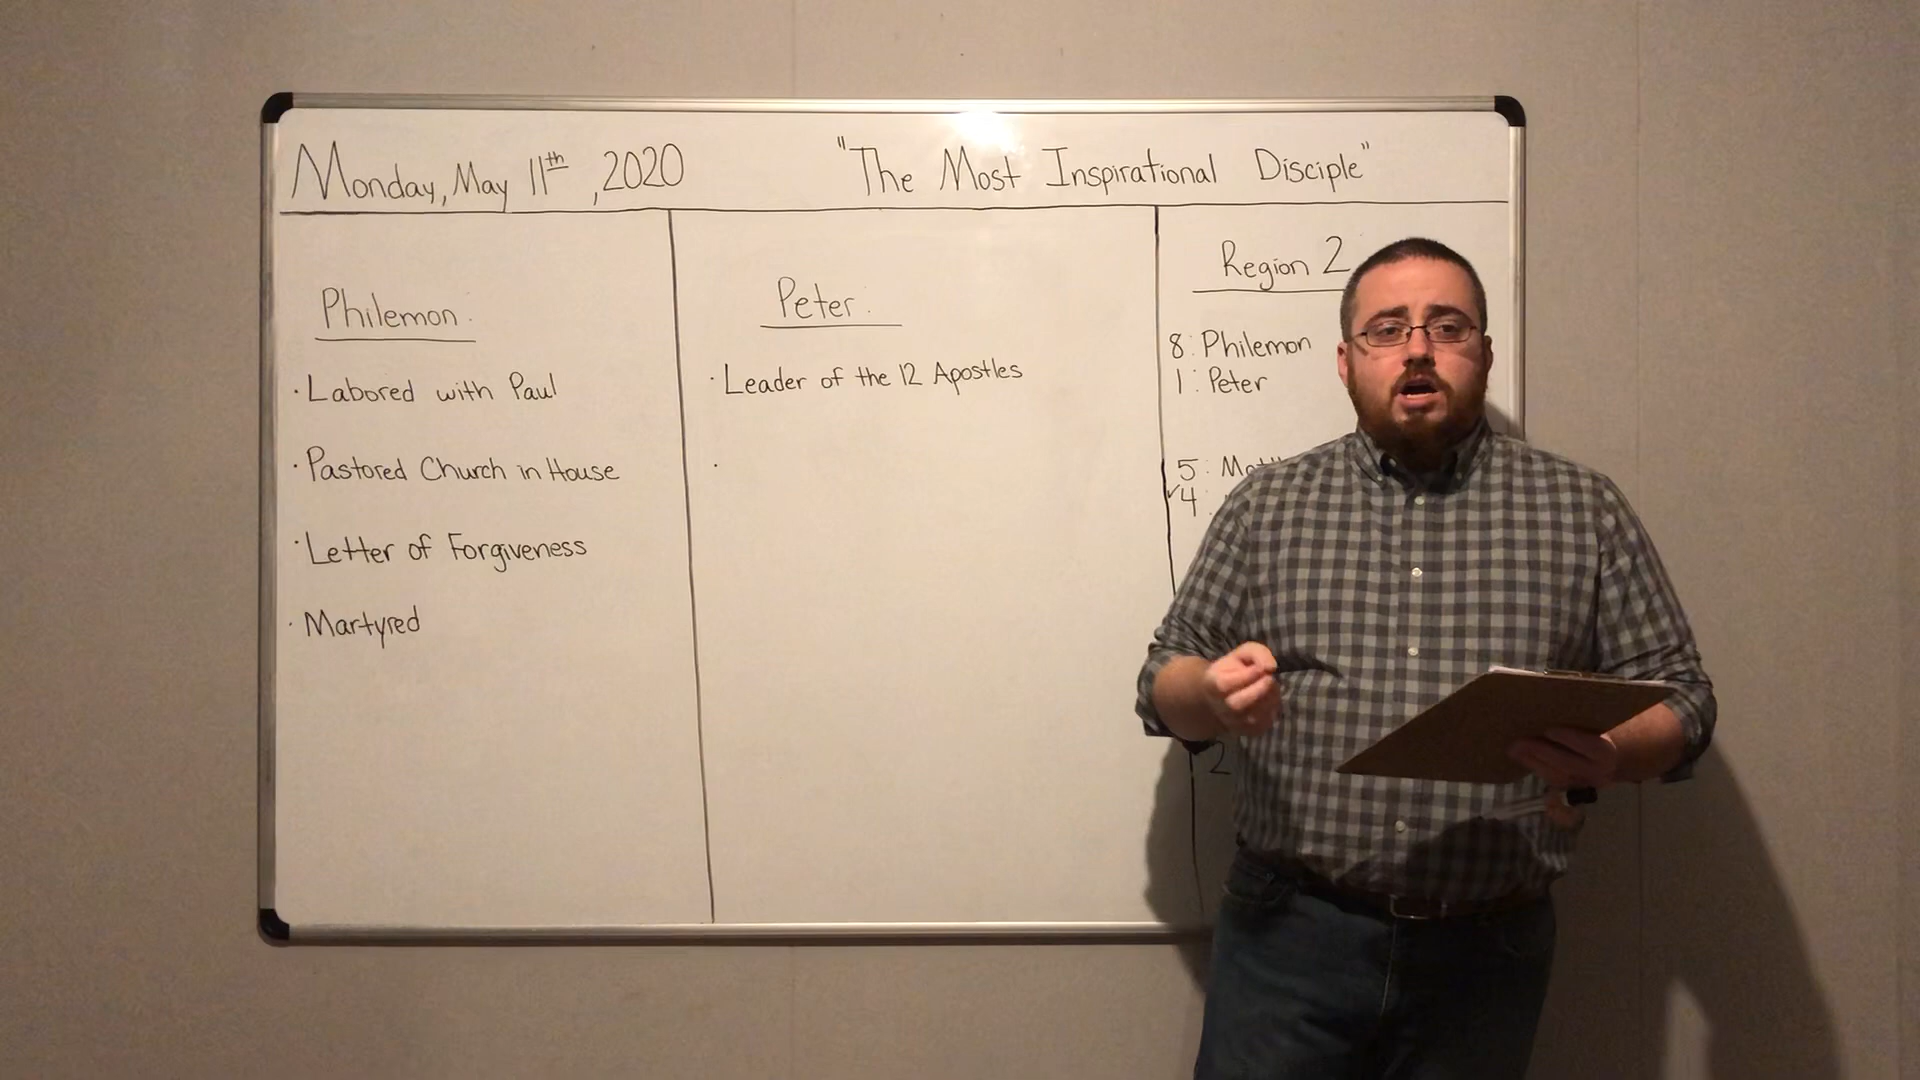 Monday, May 11th, 2020
"The Most Inspirational Disciple"
Philemon
· Labored with Paul
· Pastored Church in House
· Letter of Forgiveness
· Martyred
Peter
· Leader of the 12 Apostles
·
Region 2
8: Philemon
1: Peter
5:
✓4:
2